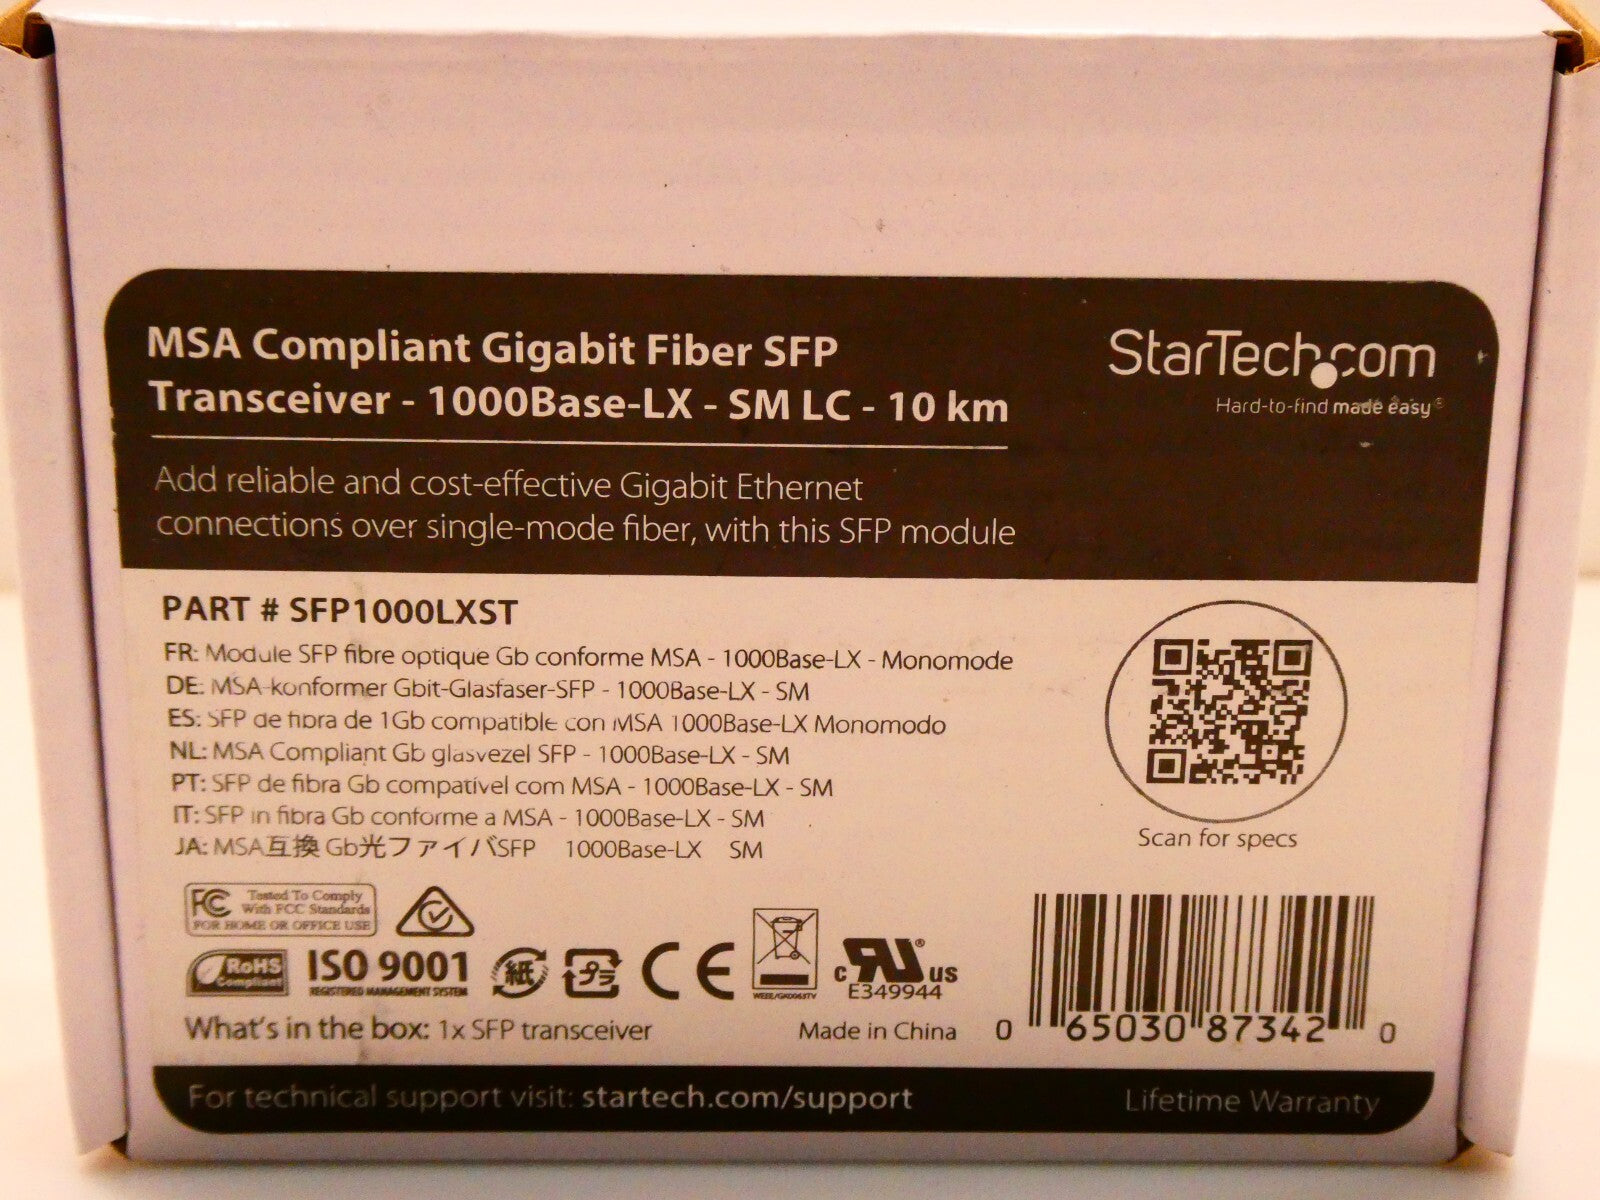 MSA Compliant Gigabit Fiber SFP
Transceiver - 1000Base-LX - SM LC - 10 km
StarTech.com
Hard-to-find made easy®
Add reliable and cost-effective Gigabit Ethernet
connections over single-mode fiber, with this SFP module
PART # SFP1000LXST
FR: Module SFP fibre optique Gb conforme MSA - 1000Base-LX - Monomode
DE: MSA-konformer Gbit-Glasfaser-SFP - 1000Base-LX - SM
ES: SFP de fibra de 1Gb compatible con MSA 1000Base-LX Monomodo
NL: MSA Compliant Gb glasvezel SFP - 1000Base-LX - SM
PT: SFP de fibra Gb compatível com MSA - 1000Base-LX - SM
IT: SFP in fibra Gb conforme a MSA - 1000Base-LX - SM
JA: MSA互換 Gb光ファイバSFP 1000Base-LX SM
Scan for specs
FC Tested To Comply
With FCC Standards
FOR HOME OR OFFICE USE
RoHS
Compliant
ISO 9001
REGISTERED MANAGEMENT SYSTEM
紙
プラ
CE
c RU® us
E349944
What's in the box: 1x SFP transceiver
Made in China
0 65030 87342 0
For technical support visit: startech.com/support
Lifetime Warranty